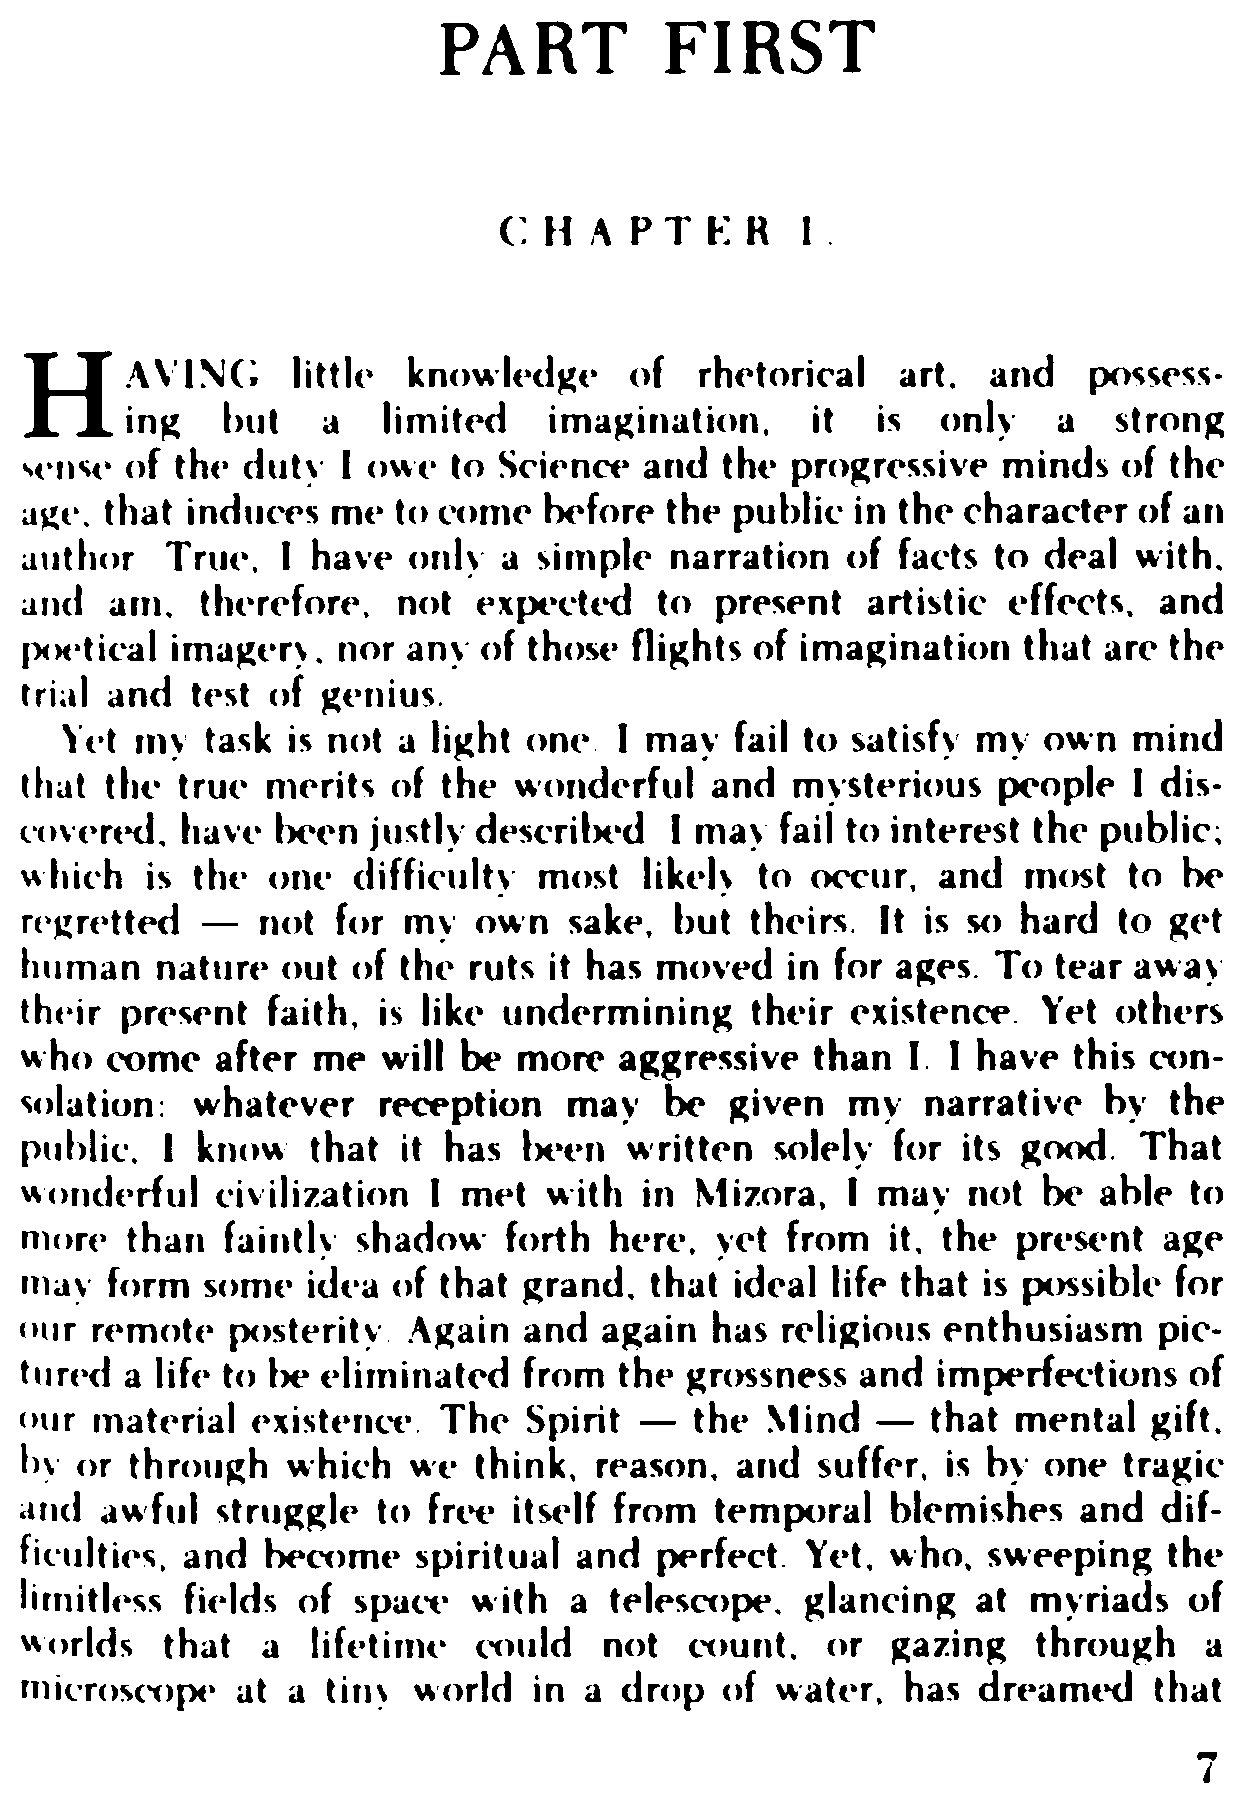 PART FIRST
CHAPTER I.
HAVING little knowledge of rhetorical art, and possess-
ing but a limited imagination, it is only a strong
sense of the duty I owe to Science and the progressive minds of the
age, that induces me to come before the public in the character of an
author True, I have only a simple narration of facts to deal with,
and am, therefore, not expected to present artistic effects, and
poetical imagery, nor any of those flights of imagination that are the
trial and test of genius.
Yet my task is not a light one. I may fail to satisfy my own mind
that the true merits of the wonderful and mysterious people I dis-
covered, have been justly described I may fail to interest the public;
which is the one difficulty most likely to occur, and most to be
regretted — not for my own sake, but theirs. It is so hard to get
human nature out of the ruts it has moved in for ages. To tear away
their present faith, is like undermining their existence. Yet others
who come after me will be more aggressive than I. I have this con-
solation: whatever reception may be given my narrative by the
public, I know that it has been written solely for its good. That
wonderful civilization I met with in Mizora, I may not be able to
more than faintly shadow forth here, yet from it, the present age
may form some idea of that grand, that ideal life that is possible for
our remote posterity. Again and again has religious enthusiasm pic-
tured a life to be eliminated from the grossness and imperfections of
our material existence. The Spirit — the Mind — that mental gift,
by or through which we think, reason, and suffer, is by one tragic
and awful struggle to free itself from temporal blemishes and dif-
ficulties, and become spiritual and perfect. Yet, who, sweeping the
limitless fields of space with a telescope, glancing at myriads of
worlds that a lifetime could not count, or gazing through a
microscope at a tiny world in a drop of water, has dreamed that
7